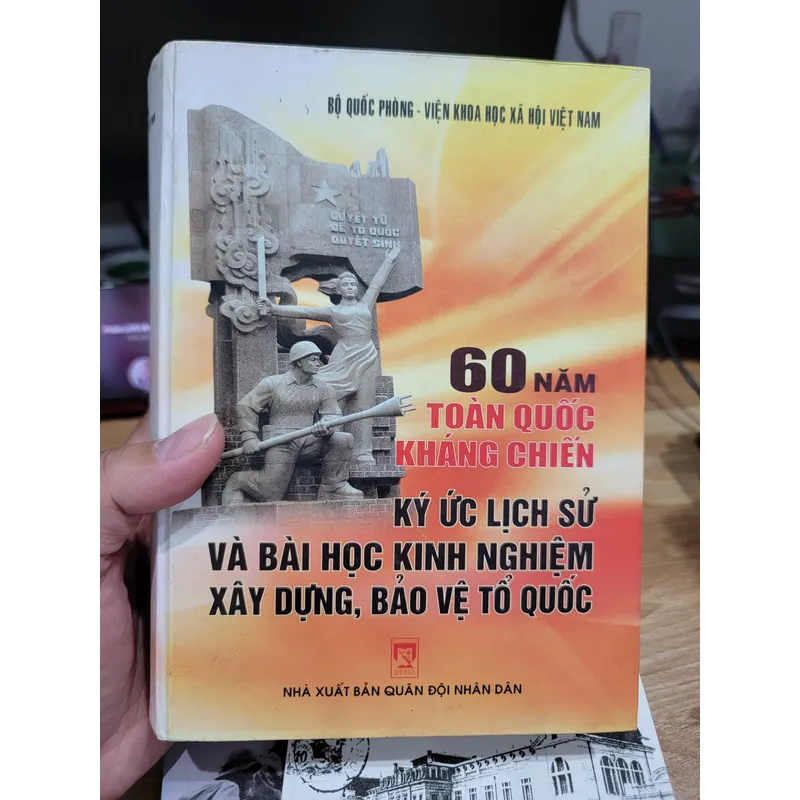 BỘ QUỐC PHÒNG - VIỆN KHOA HỌC XÃ HỘI VIỆT NAM
QUYẾT TỬ
ĐỂ TỔ QUỐC
QUYẾT SINH
60 NĂM
TOÀN QUỐC
KHÁNG CHIẾN
KÝ ỨC LỊCH SỬ
VÀ BÀI HỌC KINH NGHIỆM
XÂY DỰNG, BẢO VỆ TỔ QUỐC
QĐND
NHÀ XUẤT BẢN QUÂN ĐỘI NHÂN DÂN